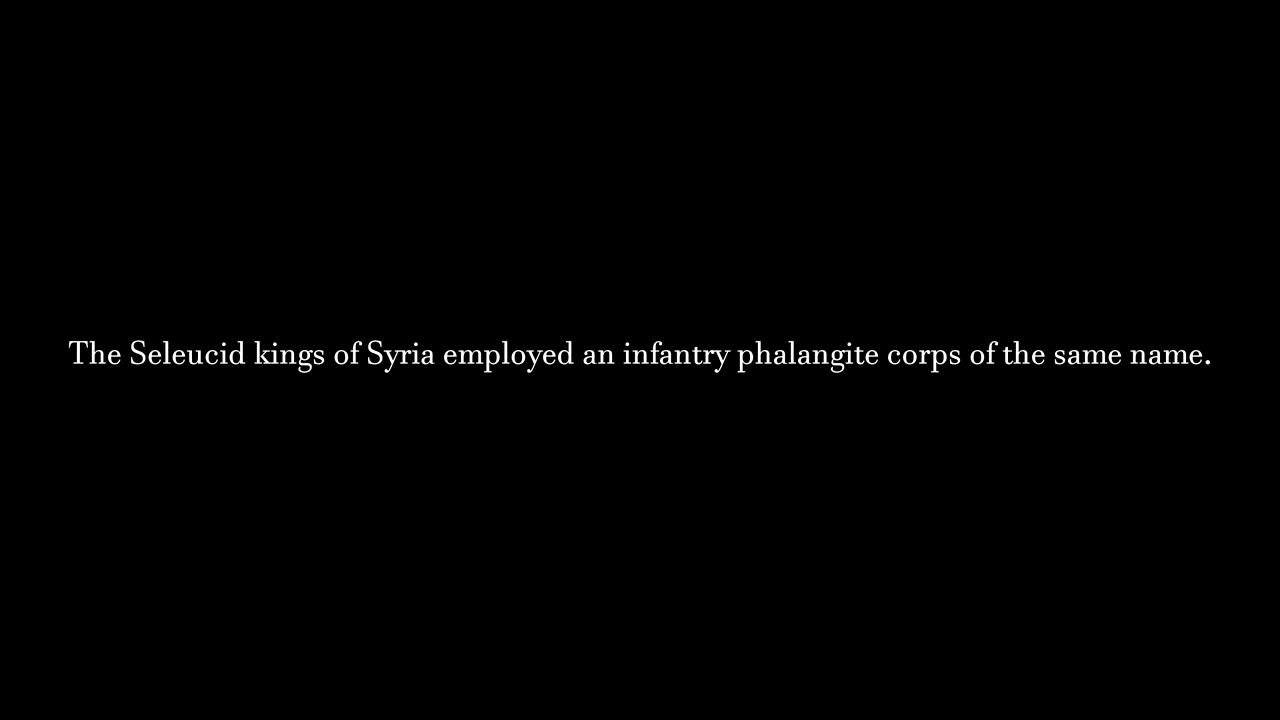 The Seleucid kings of Syria employed an infantry phalangite corps of the same name.